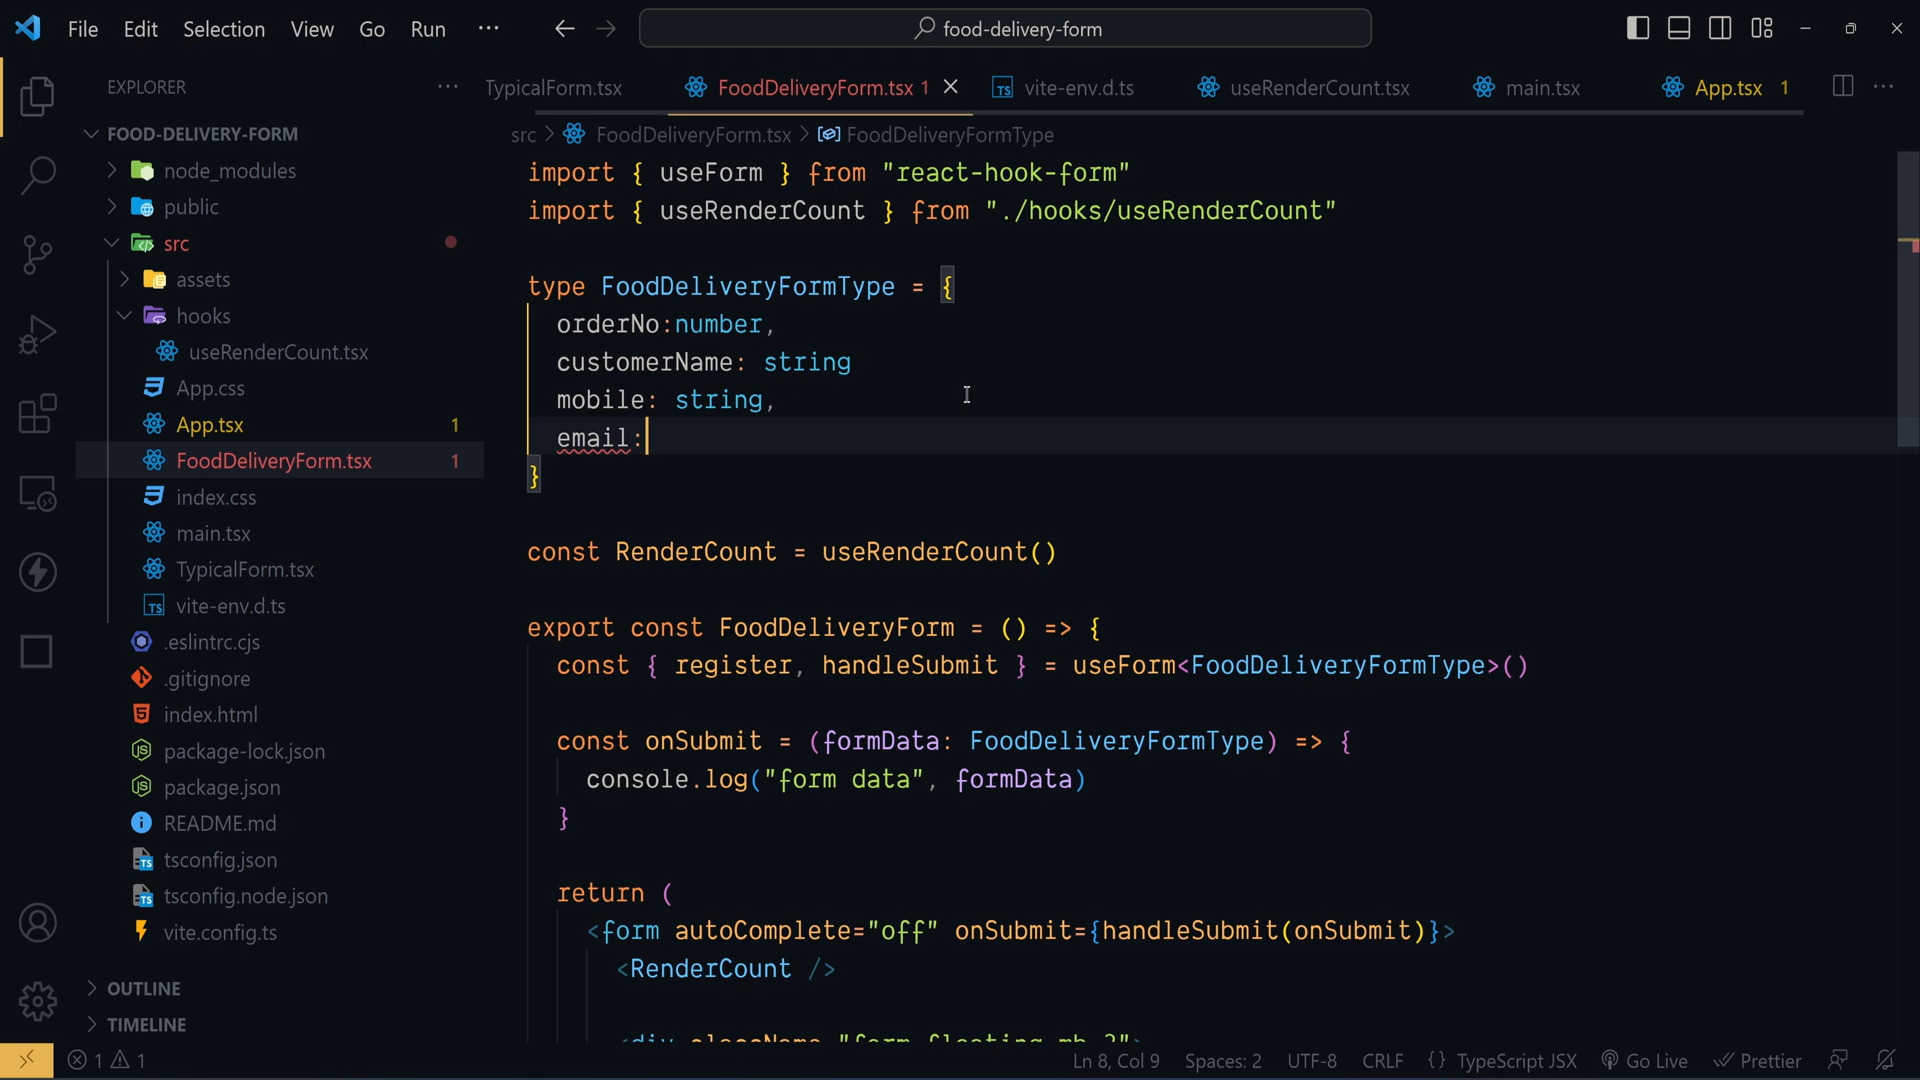 File Edit Selection View Go Run ··· food-delivery-form
EXPLORER ···
FOOD-DELIVERY-FORM
node_modules
public
src
assets
hooks
useRenderCount.tsx
App.css
App.tsx 1
FoodDeliveryForm.tsx 1
index.css
main.tsx
TypicalForm.tsx
vite-env.d.ts
.eslintrc.cjs
.gitignore
index.html
package-lock.json
package.json
README.md
tsconfig.json
tsconfig.node.json
vite.config.ts
OUTLINE
TIMELINE
TypicalForm.tsx FoodDeliveryForm.tsx 1 vite-env.d.ts useRenderCount.tsx main.tsx App.tsx 1 ···
src > FoodDeliveryForm.tsx > FoodDeliveryFormType
import { useForm } from "react-hook-form"
import { useRenderCount } from "./hooks/useRenderCount"
type FoodDeliveryFormType = {
orderNo:number,
customerName: string
mobile: string,
email:
}
const RenderCount = useRenderCount()
export const FoodDeliveryForm = () => {
const { register, handleSubmit } = useForm<FoodDeliveryFormType>()
const onSubmit = (formData: FoodDeliveryFormType) => {
console.log("form data", formData)
}
return (
<form autoComplete="off" onSubmit={handleSubmit(onSubmit)}>
<RenderCount />
<div className="form-floating mb-3">
1 1 Ln 8, Col 9 Spaces: 2 UTF-8 CRLF {} TypeScript JSX Go Live Prettier